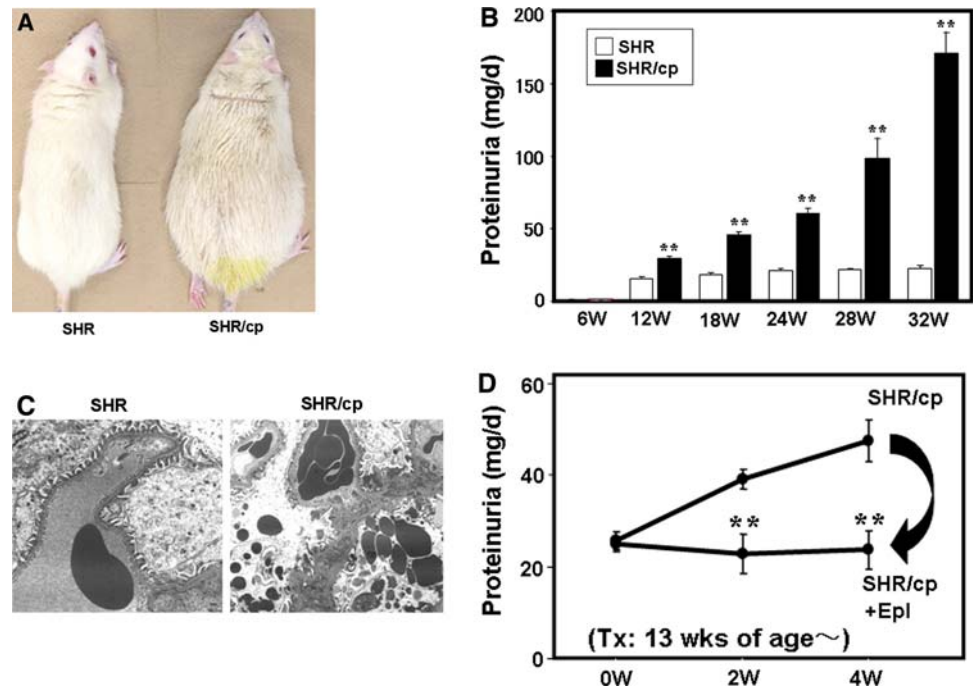 A
SHR
SHR/cp
B
Proteinuria (mg/d)
200
150
100
50
0
SHR
SHR/cp
**
**
**
**
**
6W
12W
18W
24W
28W
32W
C
SHR
SHR/cp
D
Proteinuria (mg/d)
60
40
20
0
SHR/cp
**
**
SHR/cp
+Epl
(Tx: 13 wks of age~)
0W
2W
4W